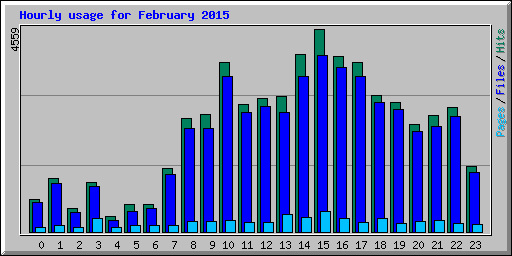 Hourly usage for February 2015
4559
Pages / Files / Hits
0 1 2 3 4 5 6 7 8 9 10 11 12 13 14 15 16 17 18 19 20 21 22 23